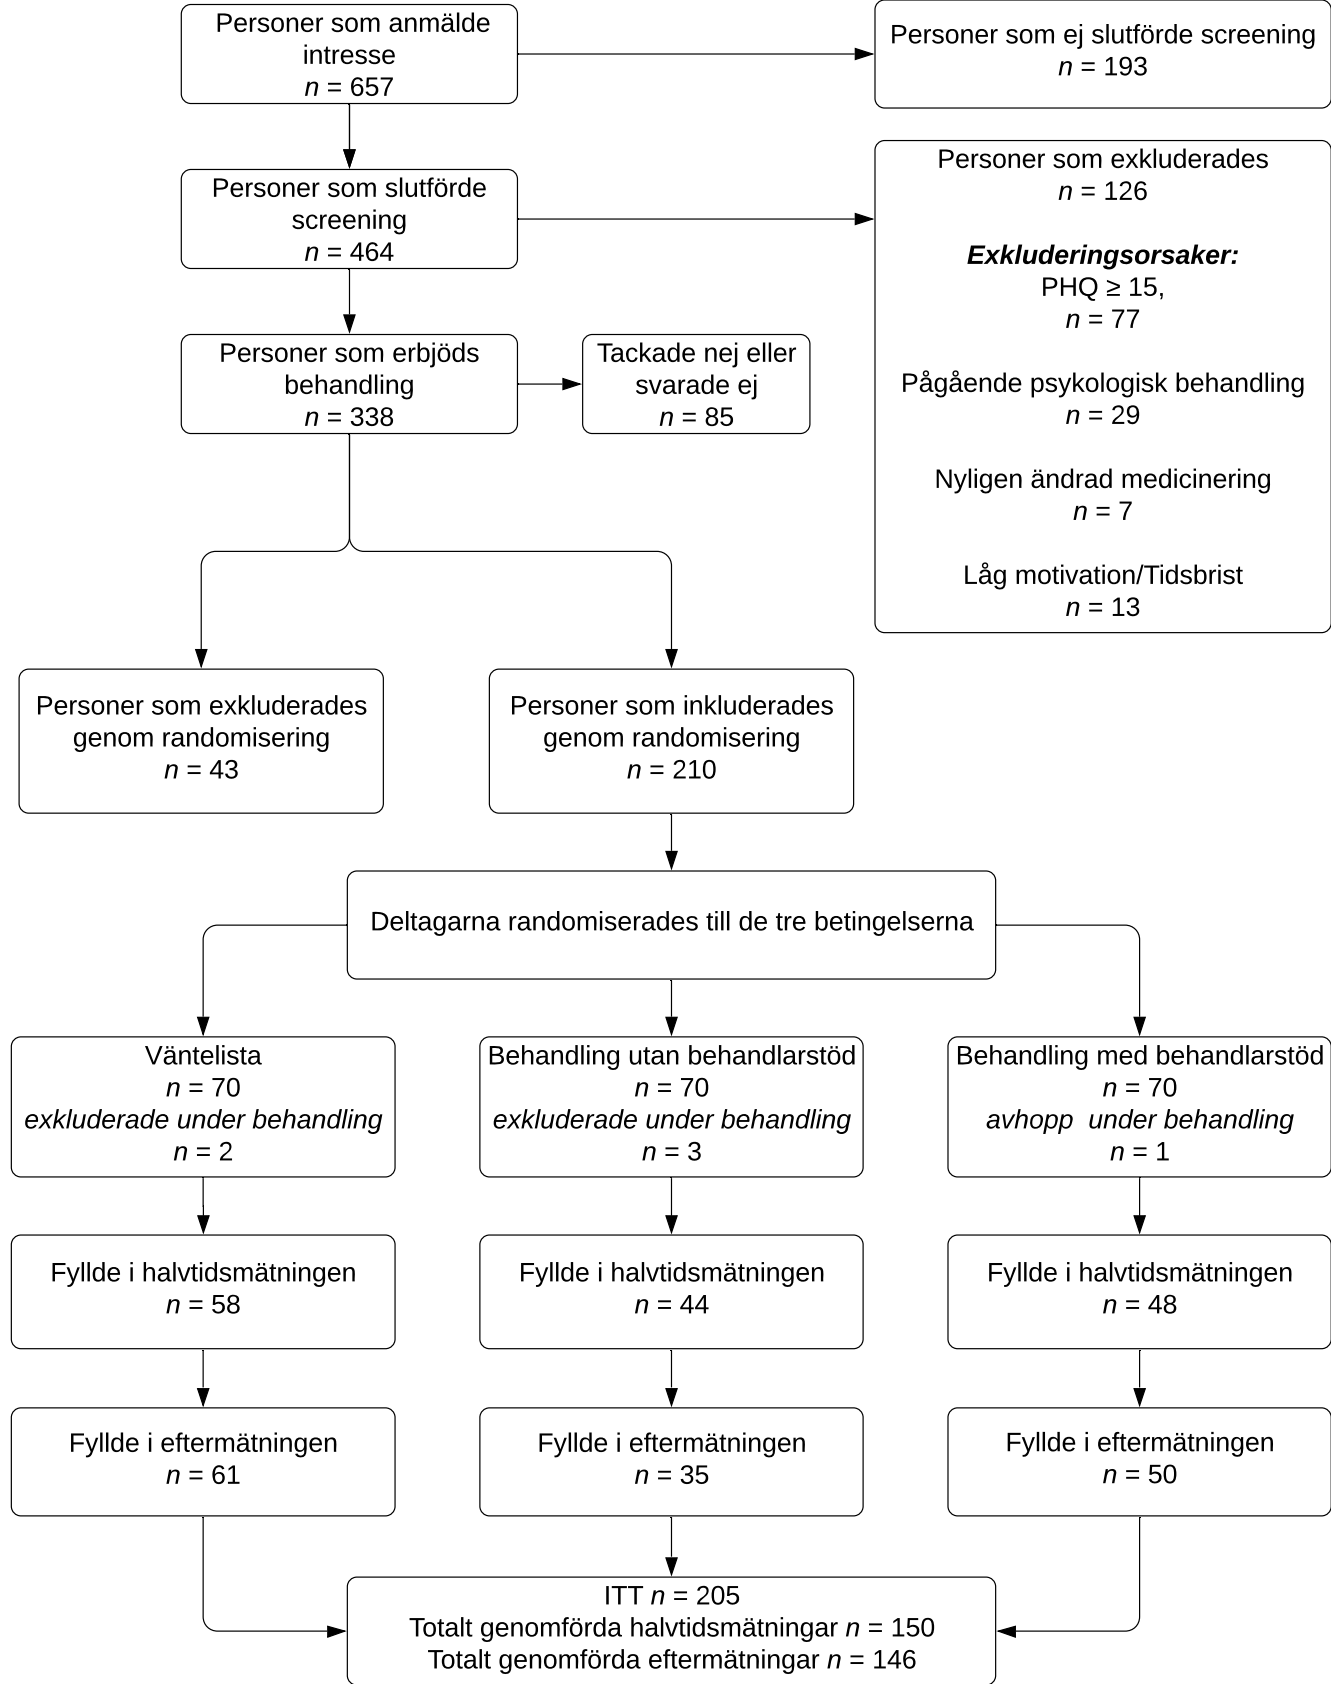 Personer som anmälde
intresse
n = 657
Personer som ej slutförde screening
n = 193
Personer som slutförde
screening
n = 464
Personer som exkluderades
n = 126
Exkluderingsorsaker:
PHQ ≥ 15,
n = 77
Pågående psykologisk behandling
n = 29
Nyligen ändrad medicinering
n = 7
Låg motivation/Tidsbrist
n = 13
Personer som erbjöds
behandling
n = 338
Tackade nej eller
svarade ej
n = 85
Personer som exkluderades
genom randomisering
n = 43
Personer som inkluderades
genom randomisering
n = 210
Deltagarna randomiserades till de tre betingelserna
Väntelista
n = 70
exkluderade under behandling
n = 2
Behandling utan behandlarstöd
n = 70
exkluderade under behandling
n = 3
Behandling med behandlarstöd
n = 70
avhopp  under behandling
n = 1
Fyllde i halvtidsmätningen
n = 58
Fyllde i halvtidsmätningen
n = 44
Fyllde i halvtidsmätningen
n = 48
Fyllde i eftermätningen
n = 61
Fyllde i eftermätningen
n = 35
Fyllde i eftermätningen
n = 50
ITT n = 205
Totalt genomförda halvtidsmätningar n = 150
Totalt genomförda eftermätningar n = 146